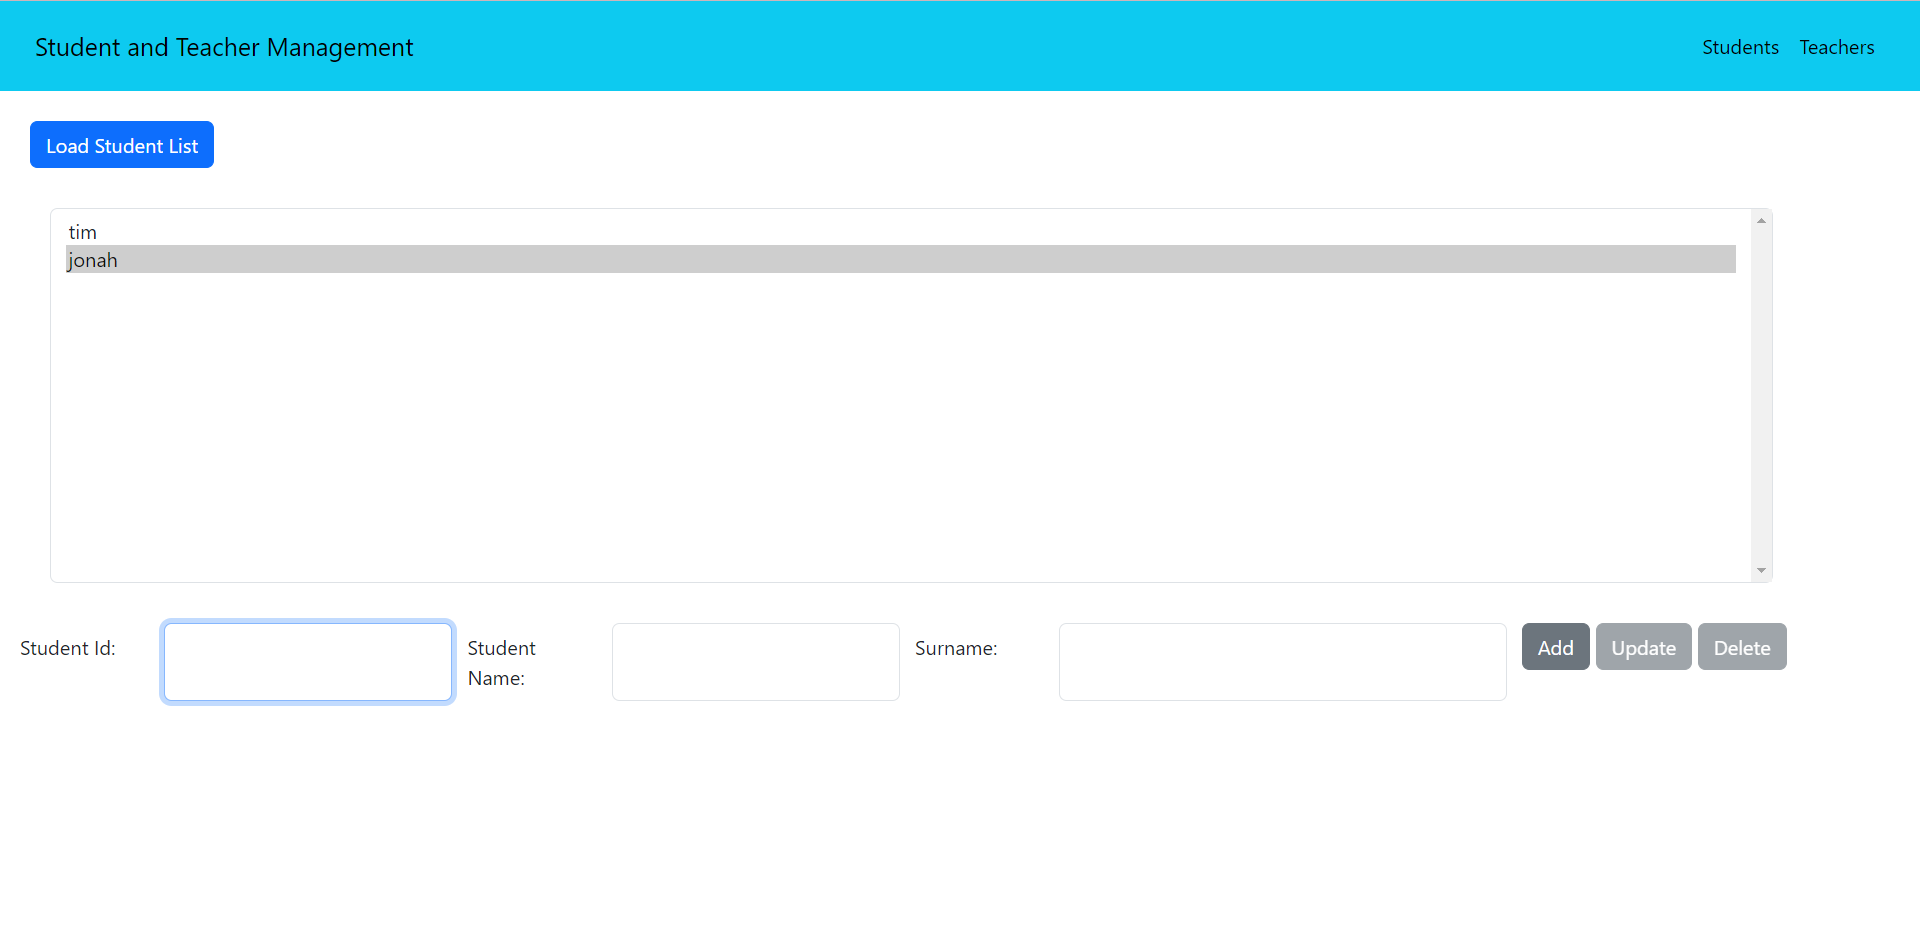 Student and Teacher Management
Students Teachers
Load Student List
tim
jonah
Student Id:
Student
Name:
Surname:
Add Update Delete